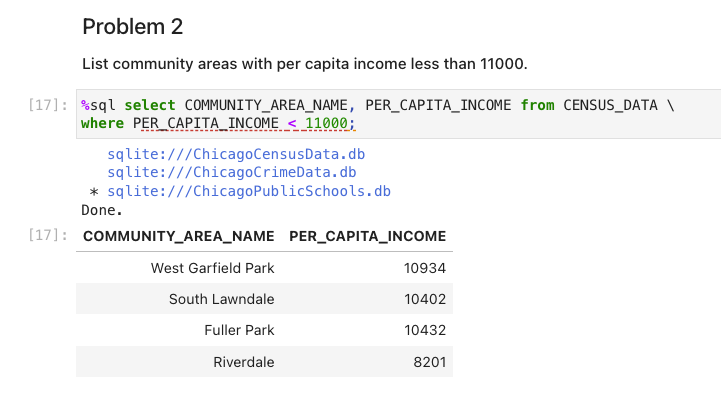 Problem 2
List community areas with per capita income less than 11000.
[17]: %sql select COMMUNITY_AREA_NAME, PER_CAPITA_INCOME from CENSUS_DATA \
where PER_CAPITA_INCOME < 11000;
sqlite:///ChicagoCensusData.db
sqlite:///ChicagoCrimeData.db
* sqlite:///ChicagoPublicSchools.db
Done.
[17]: COMMUNITY_AREA_NAME PER_CAPITA_INCOME
West Garfield Park 10934
South Lawndale 10402
Fuller Park 10432
Riverdale 8201